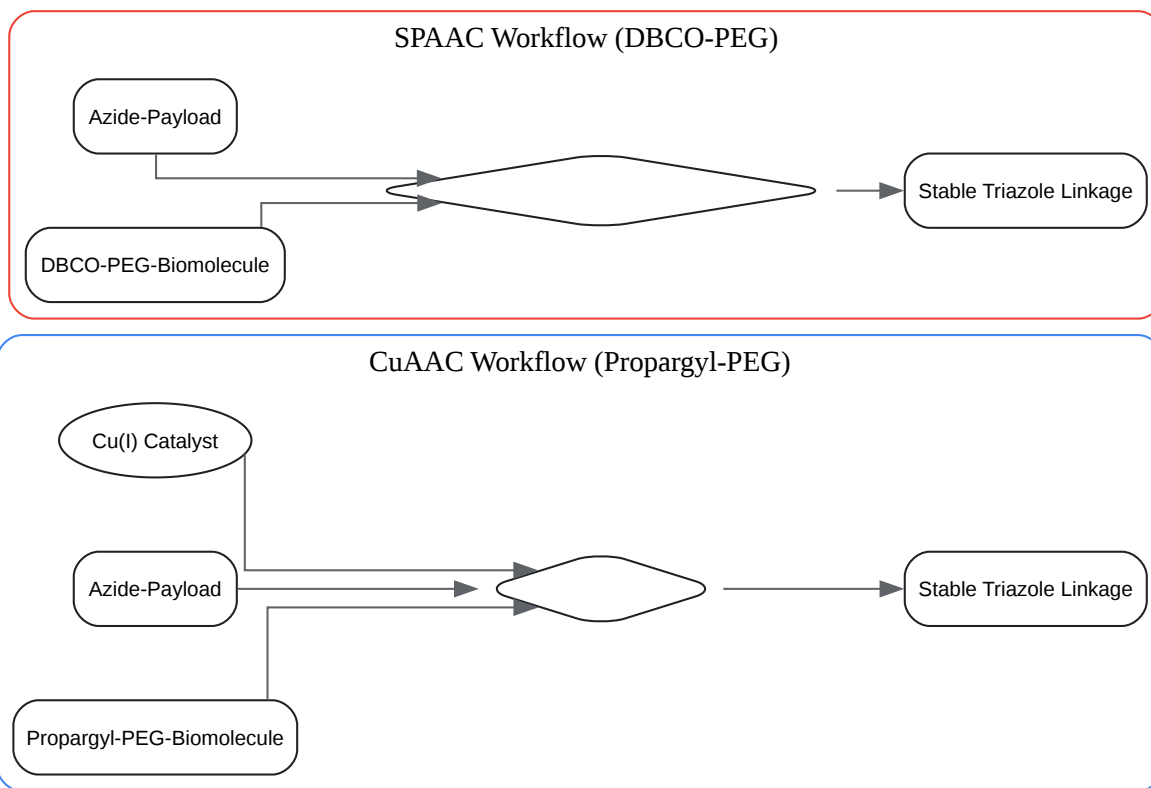 SPAAC Workflow (DBCO-PEG)
Azide-Payload
DBCO-PEG-Biomolecule
Stable Triazole Linkage
CuAAC Workflow (Propargyl-PEG)
Cu(I) Catalyst
Azide-Payload
Propargyl-PEG-Biomolecule
Stable Triazole Linkage